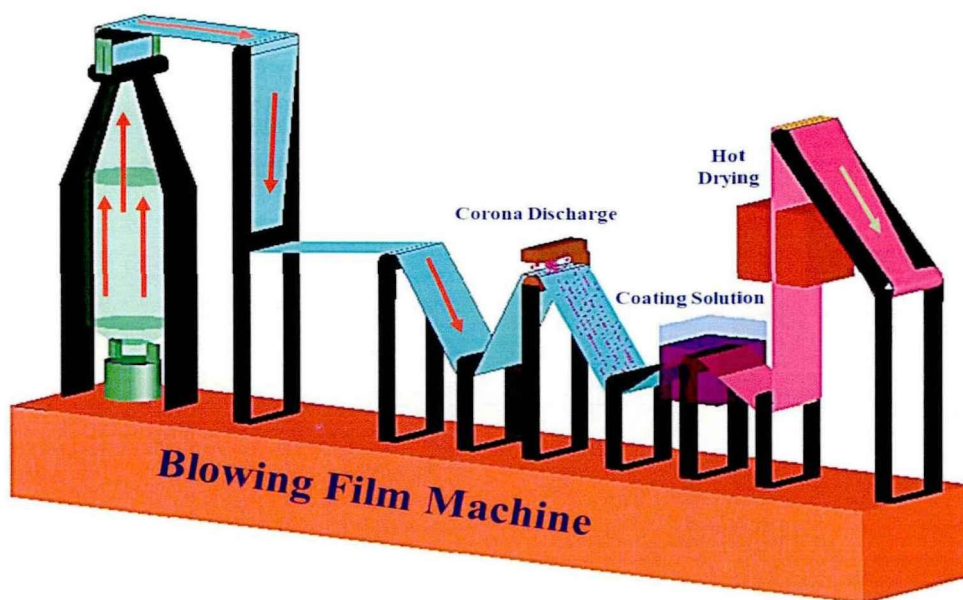 Hot
Drying
Corona Discharge
Coating Solution
Blowing Film Machine